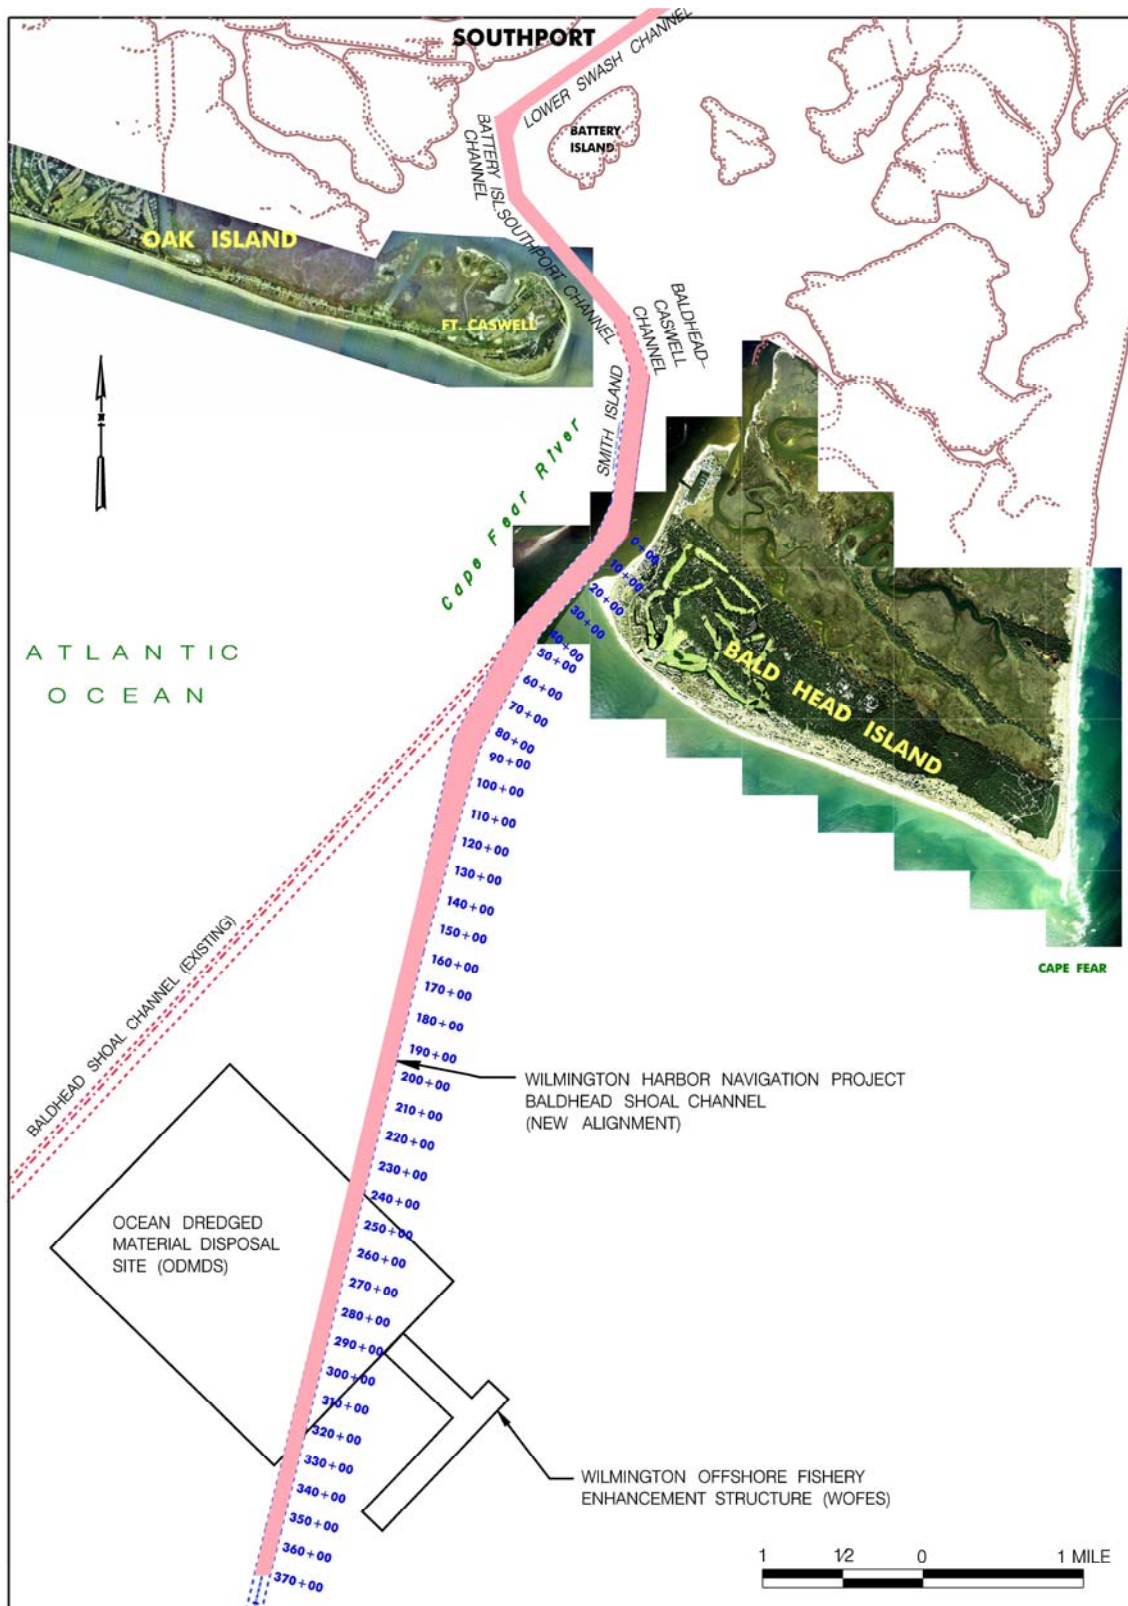 SOUTHPORT
LOWER SWASH CHANNEL
BATTERY
ISLAND
BATTERY ISL.
CHANNEL
SOUTHPORT CHANNEL
OAK ISLAND
FT. CASWELL
BALDHEAD-
CASWELL
CHANNEL
SMITH ISLAND
N
Cape Fear River
ATLANTIC
OCEAN
BALD HEAD ISLAND
CAPE FEAR
0+00
10+00
20+00
30+00
40+00
50+00
60+00
70+00
80+00
90+00
100+00
110+00
120+00
130+00
140+00
150+00
160+00
170+00
180+00
190+00
200+00
210+00
220+00
230+00
240+00
250+00
260+00
270+00
280+00
290+00
300+00
310+00
320+00
330+00
340+00
350+00
360+00
370+00
BALDHEAD SHOAL CHANNEL (EXISTING)
WILMINGTON HARBOR NAVIGATION PROJECT
BALDHEAD SHOAL CHANNEL
(NEW ALIGNMENT)
OCEAN DREDGED
MATERIAL DISPOSAL
SITE (ODMDS)
WILMINGTON OFFSHORE FISHERY
ENHANCEMENT STRUCTURE (WOFES)
1 1/2 0 1 MILE